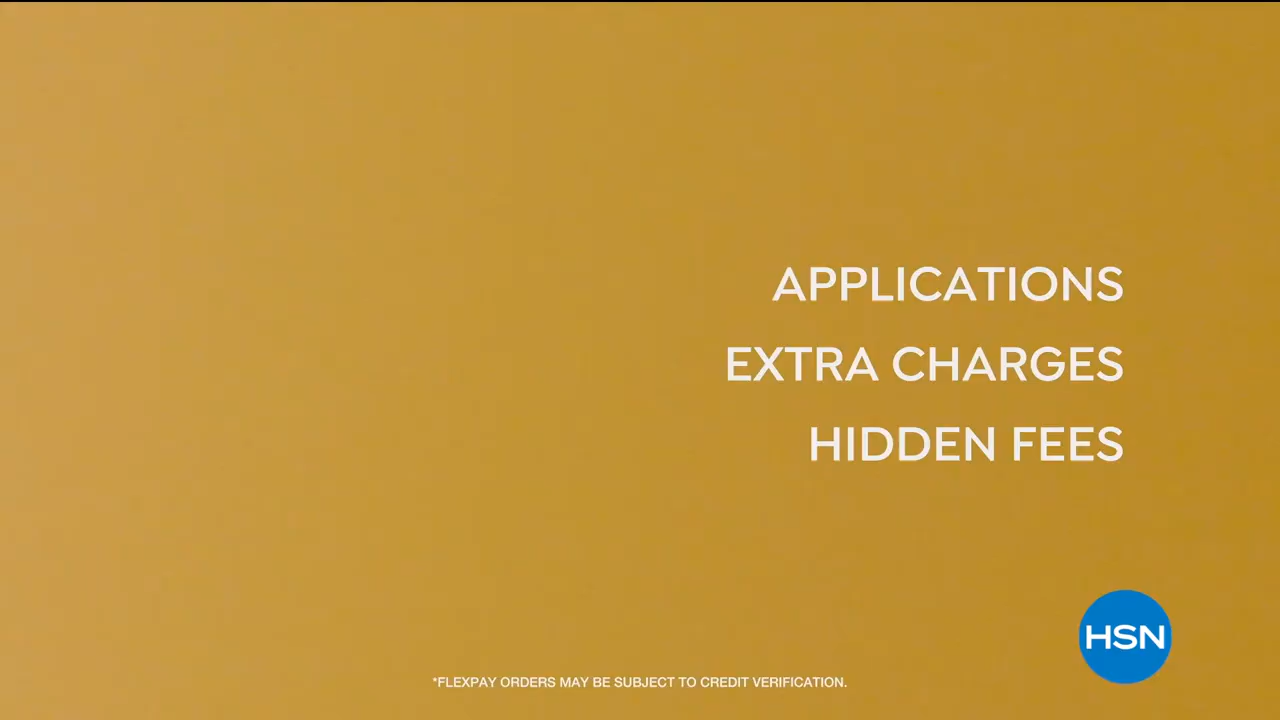 APPLICATIONS
EXTRA CHARGES
HIDDEN FEES
HSN
*FLEXPAY ORDERS MAY BE SUBJECT TO CREDIT VERIFICATION.